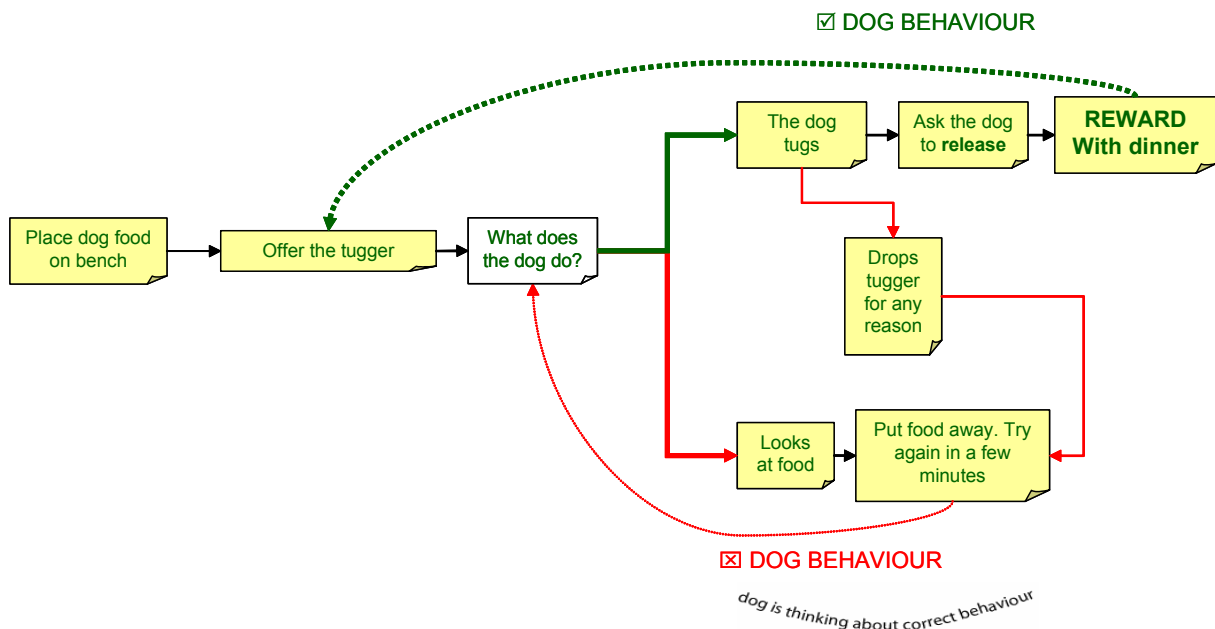 ☑ DOG BEHAVIOUR
The dog
tugs
Ask the dog
to release
REWARD
With dinner
Place dog food
on bench
Offer the tugger
What does
the dog do?
Drops
tugger
for any
reason
Looks
at food
Put food away. Try
again in a few
minutes
☒ DOG BEHAVIOUR
dog is thinking about correct behaviour